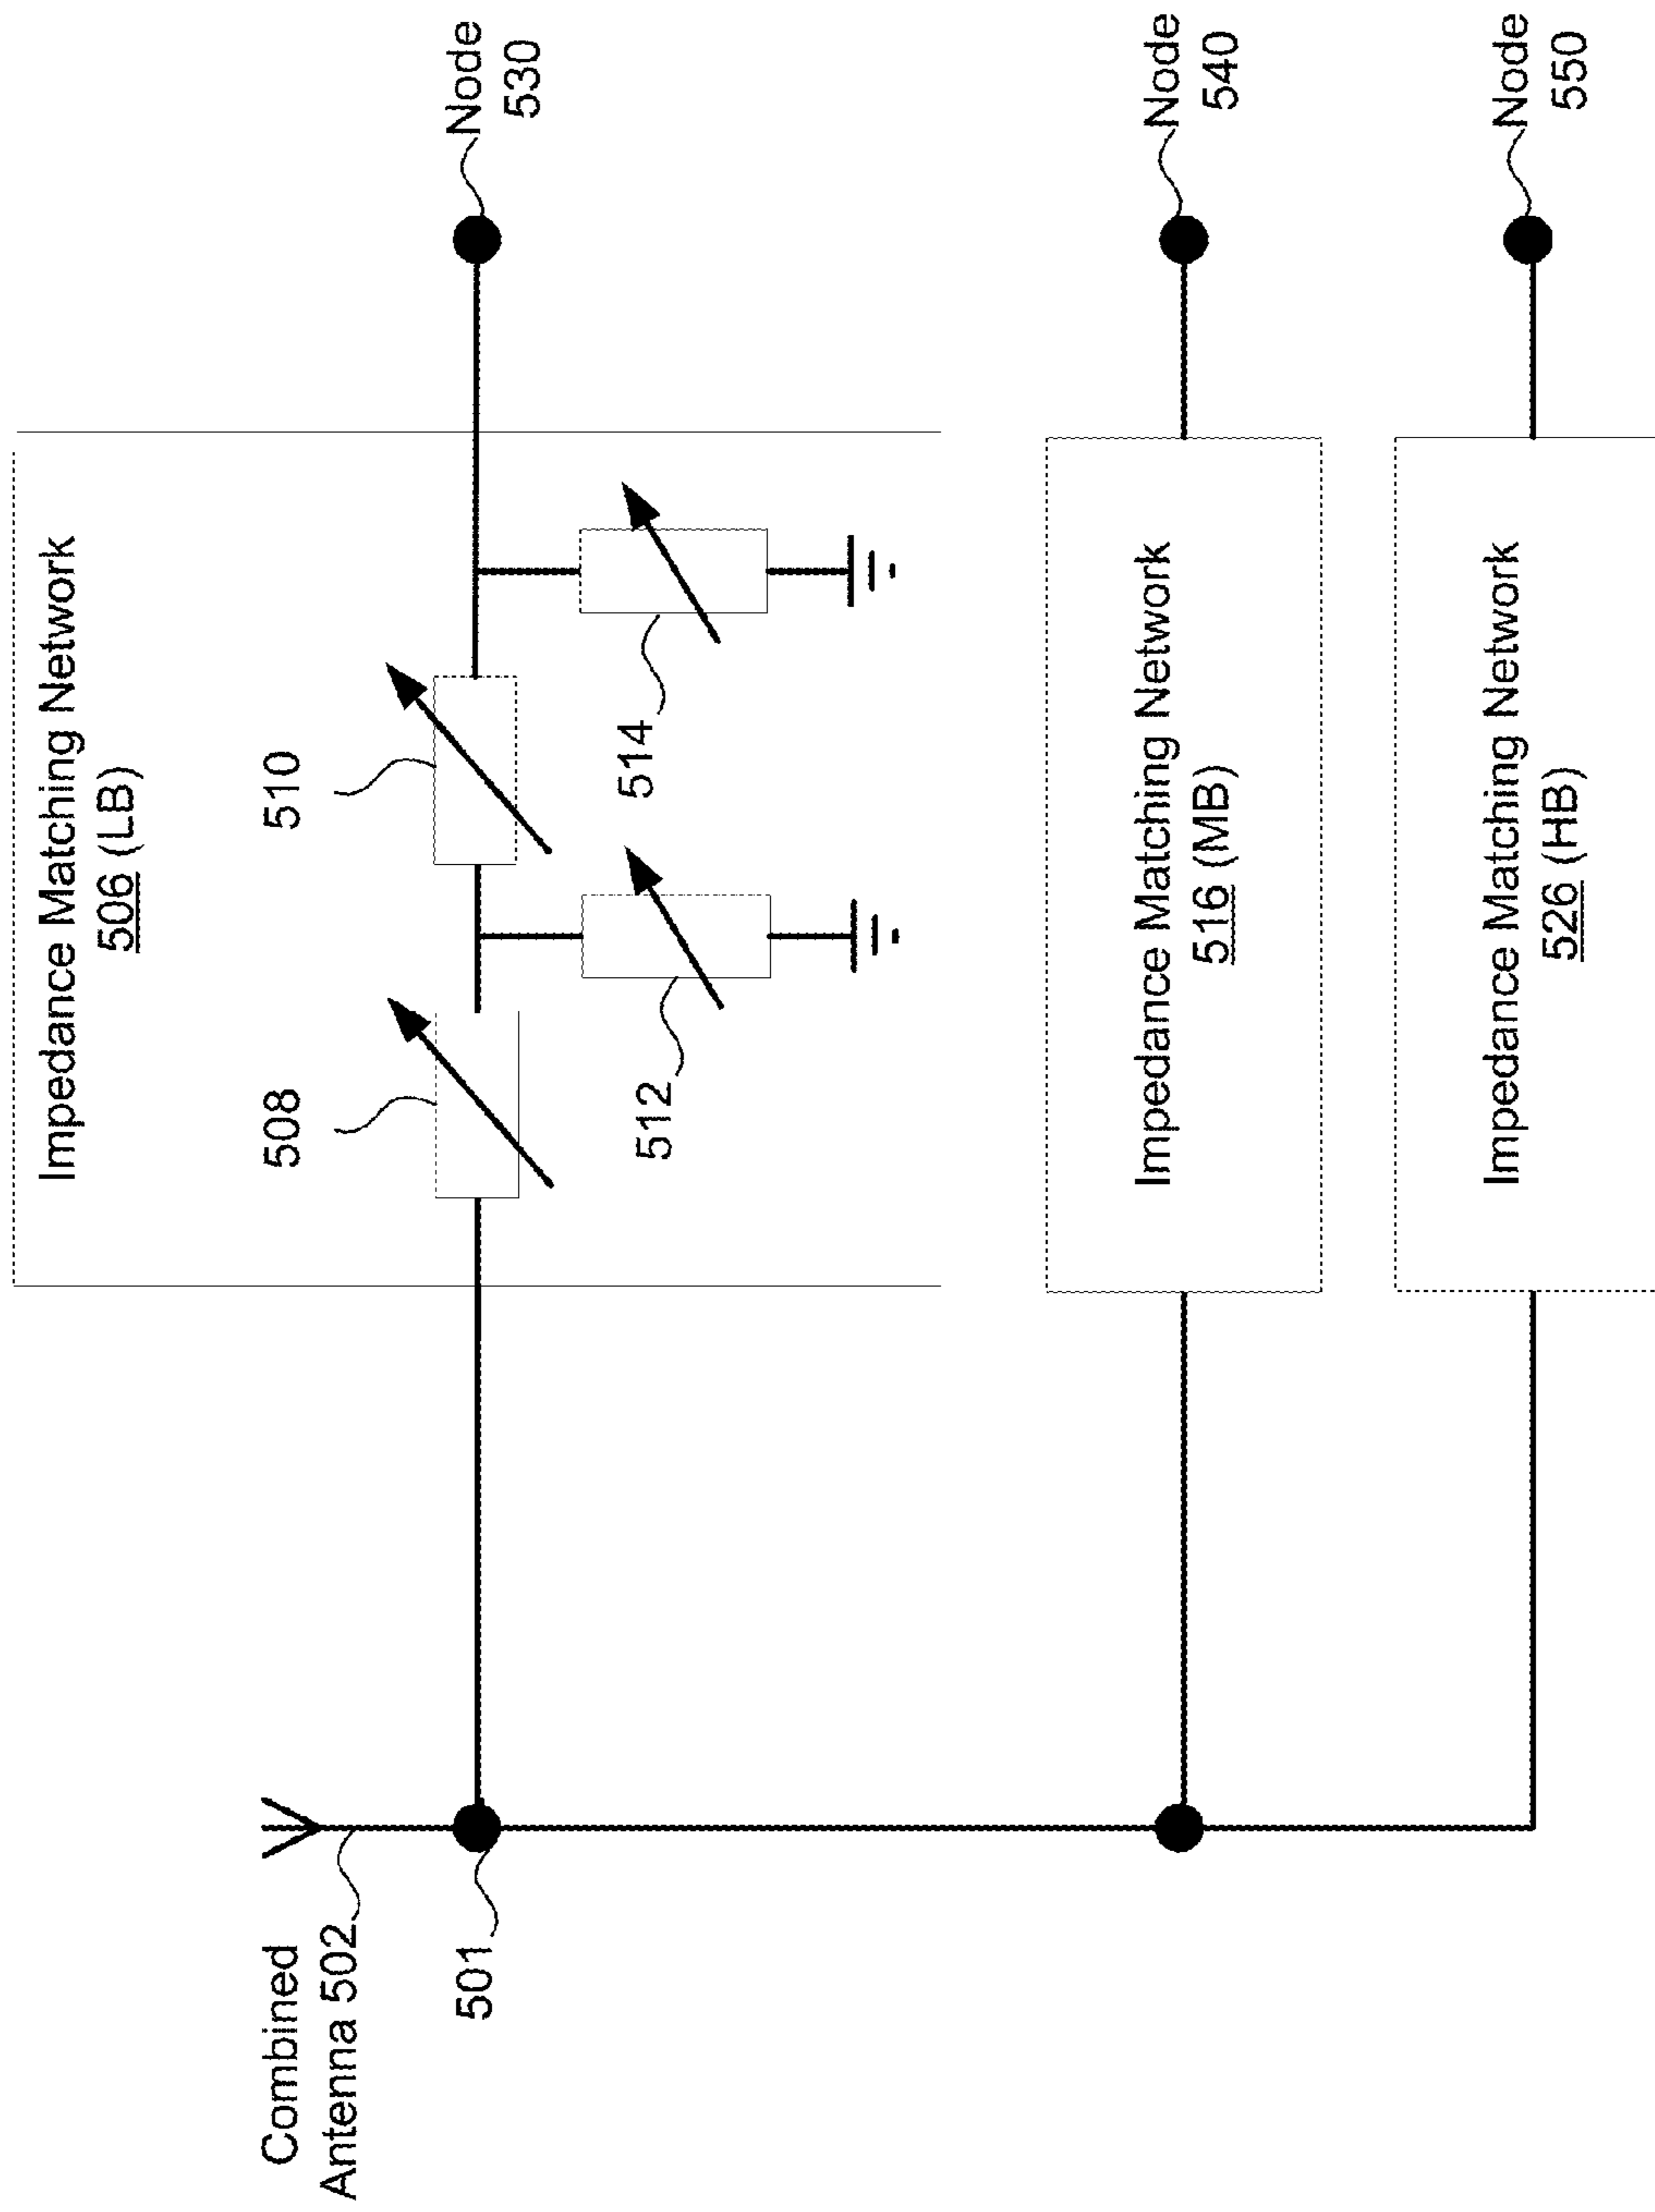 Combined
Antenna 502
501
Impedance Matching Network
506 (LB)
508
510
512
514
Node
530
Impedance Matching Network
516 (MB)
Node
540
Impedance Matching Network
526 (HB)
Node
550